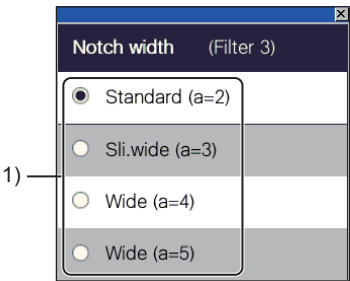 Notch width (Filter 3)
Standard (a=2)
Sli.wide (a=3)
1)
Wide (a=4)
Wide (a=5)